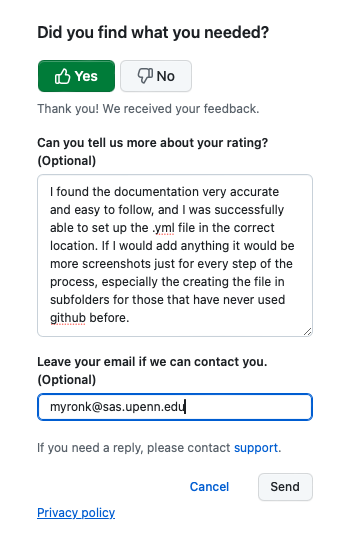 Did you find what you needed?
Yes
No
Thank you! We received your feedback.
Can you tell us more about your rating?
(Optional)
I found the documentation very accurate
and easy to follow, and I was successfully
able to set up the .yml file in the correct
location. If I would add anything it would be
more screenshots just for every step of the
process, especially the creating the file in
subfolders for those that have never used
github before.
Leave your email if we can contact you.
(Optional)
myronk@sas.upenn.edu
If you need a reply, please contact support.
Cancel
Send
Privacy policy